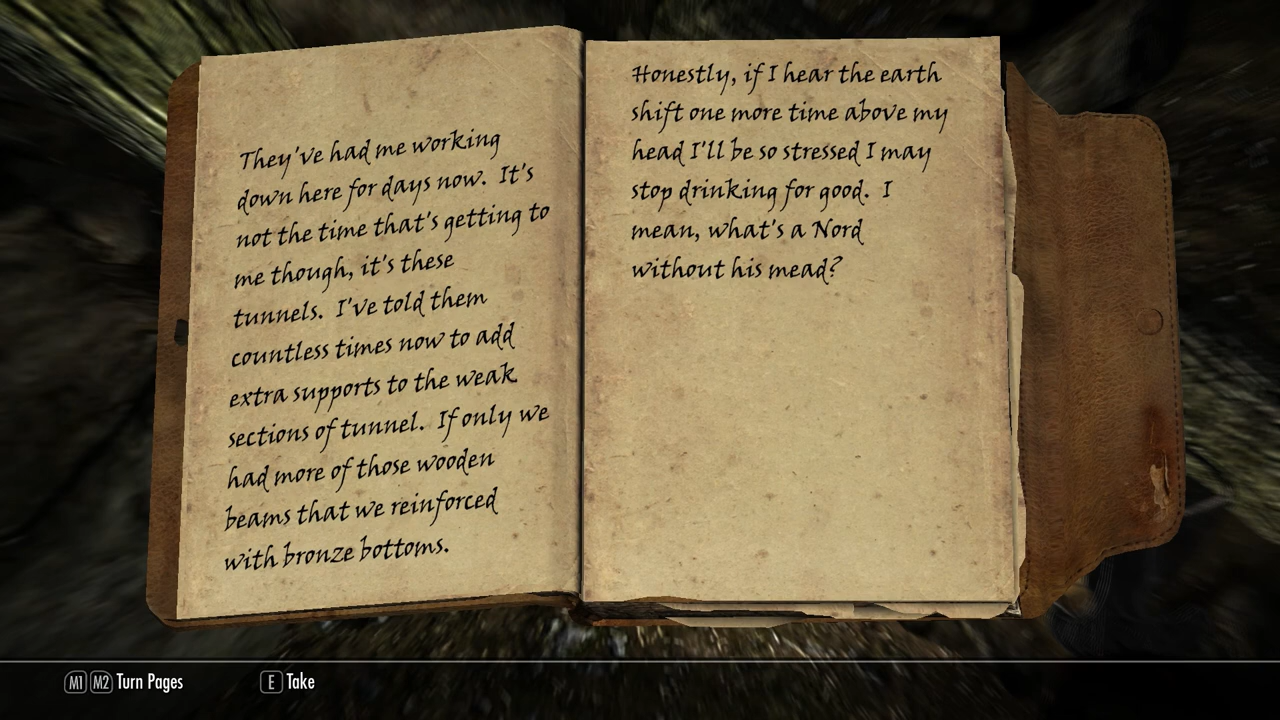 They've had me working
down here for days now. It's
not the time that's getting to
me though, it's these
tunnels. I've told them
countless times now to add
extra supports to the weak
sections of tunnel. If only we
had more of those wooden
beams that we reinforced
with bronze bottoms.
Honestly, if I hear the earth
shift one more time above my
head I'll be so stressed I may
stop drinking for good. I
mean, what's a Nord
without his mead?
M1 M2 Turn Pages
E Take